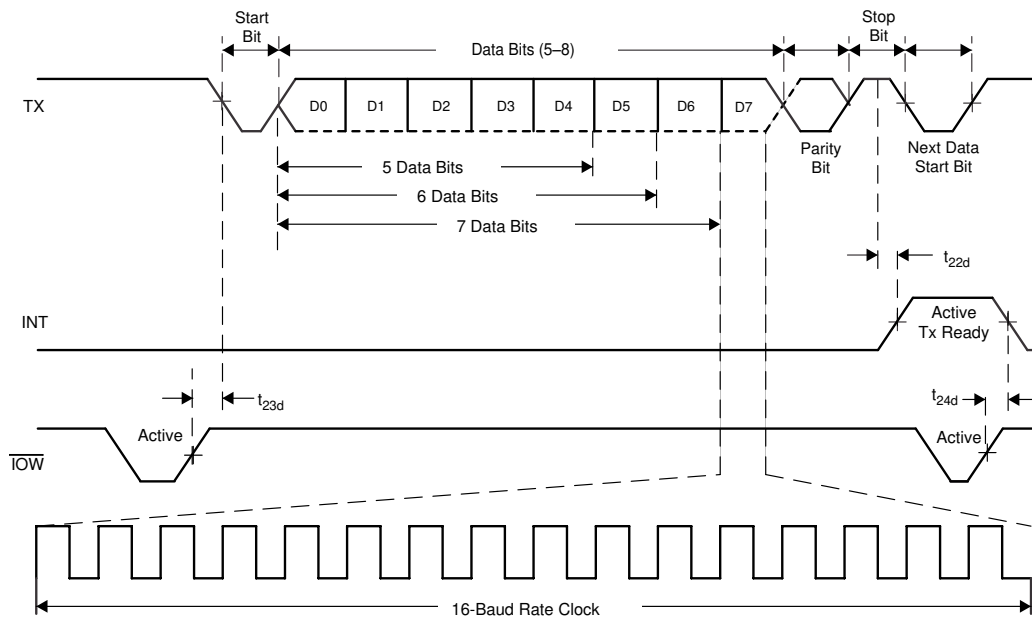 Start
Bit
Data Bits (5–8)
Stop
Bit
TX
D0 D1 D2 D3 D4 D5 D6 D7
Parity
Bit
Next Data
Start Bit
5 Data Bits
6 Data Bits
7 Data Bits
t22d
INT
Active
Tx Ready
t23d
t24d
IOW
Active
Active
16-Baud Rate Clock